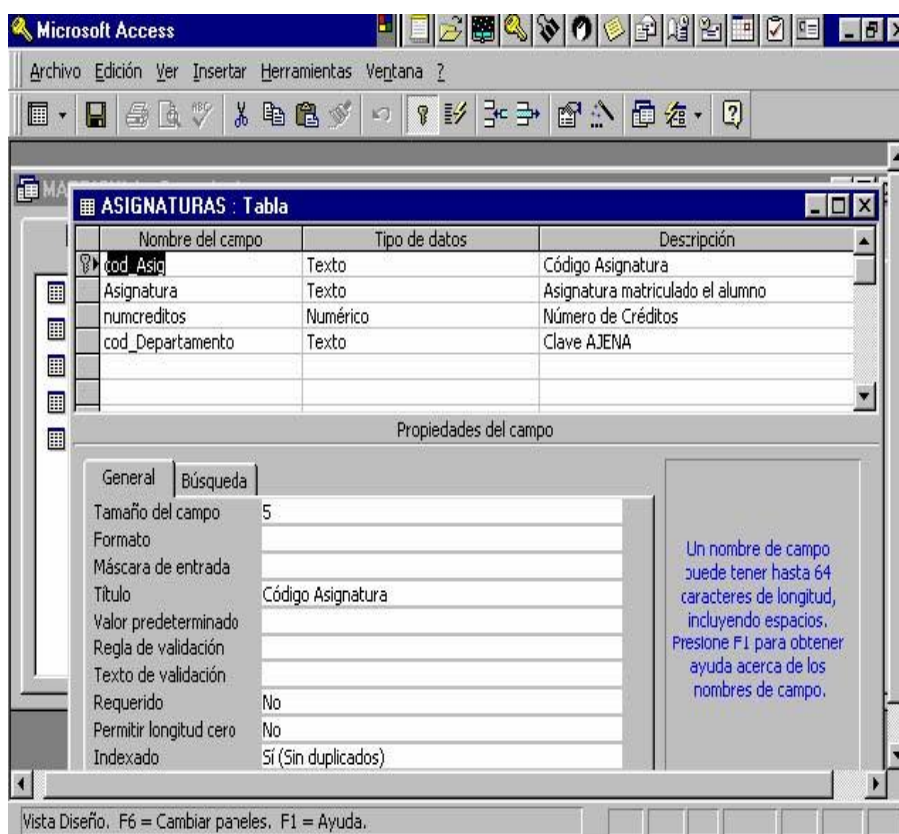 Microsoft Access
Archivo Edición Ver Insertar Herramientas Ventana ?
ASIGNATURAS : Tabla
Nombre del campo Tipo de datos Descripción
cod_Asig Texto Código Asignatura
Asignatura Texto Asignatura matriculado el alumno
numcreditos Numérico Número de Créditos
cod_Departamento Texto Clave AJENA
Propiedades del campo
General Búsqueda
Tamaño del campo 5
Formato
Máscara de entrada
Título Código Asignatura
Valor predeterminado
Regla de validación
Texto de validación
Requerido No
Permitir longitud cero No
Indexado Sí (Sin duplicados)
Un nombre de campo
puede tener hasta 64
caracteres de longitud,
incluyendo espacios.
Presione F1 para obtener
ayuda acerca de los
nombres de campo.
Vista Diseño. F6 = Cambiar paneles. F1 = Ayuda.